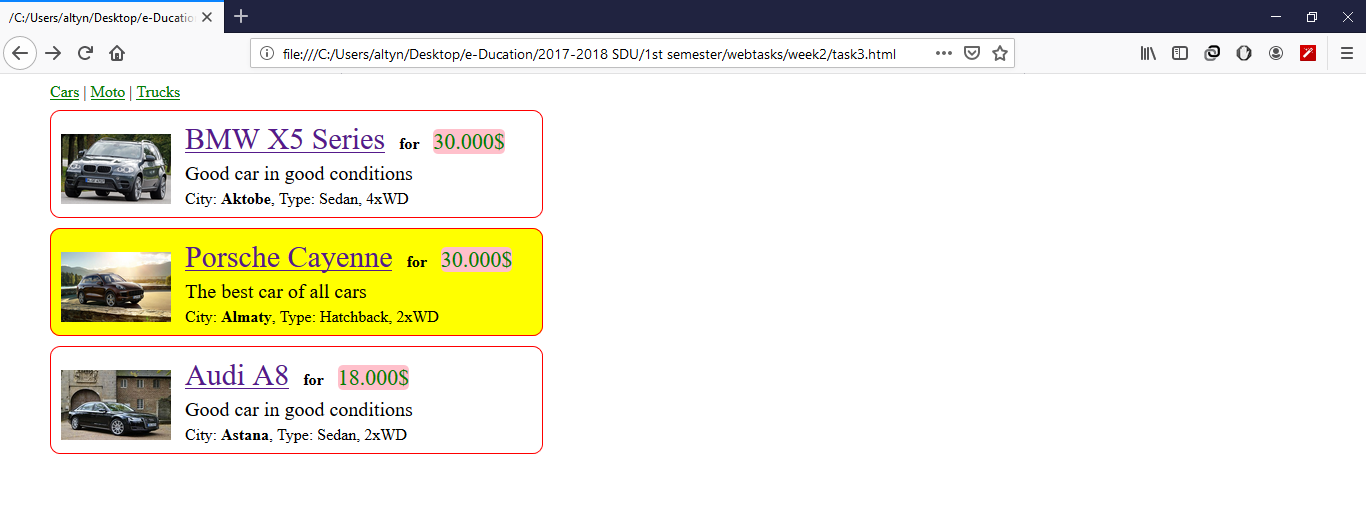 /C:/Users/altyn/Desktop/e-Ducatio
file:///C:/Users/altyn/Desktop/e-Ducation/2017-2018 SDU/1st semester/webtasks/week2/task3.html
Cars | Moto | Trucks
BMW X5 Series for 30.000$
Good car in good conditions
City: Aktobe, Type: Sedan, 4xWD
Porsche Cayenne for 30.000$
The best car of all cars
City: Almaty, Type: Hatchback, 2xWD
Audi A8 for 18.000$
Good car in good conditions
City: Astana, Type: Sedan, 2xWD